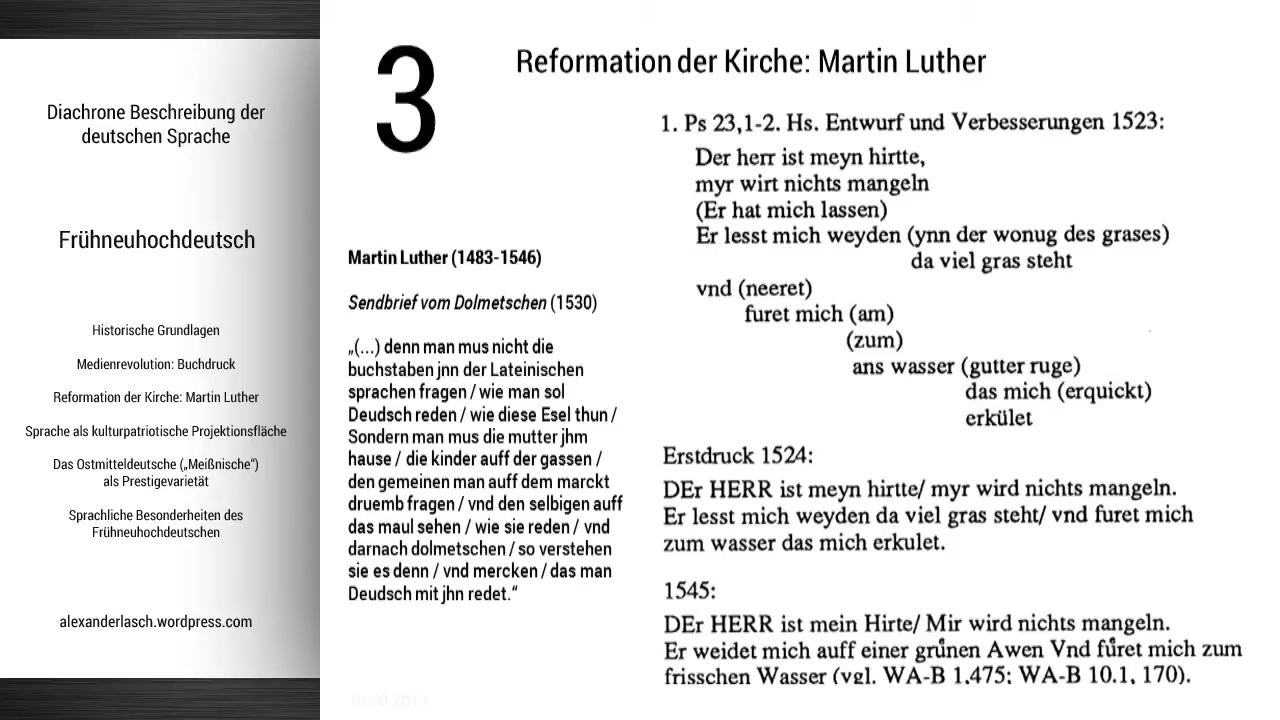 Diachrone Beschreibung der
deutschen Sprache
Frühneuhochdeutsch
Historische Grundlagen
Medienrevolution: Buchdruck
Reformation der Kirche: Martin Luther
Sprache als kulturpatriotische Projektionsfläche
Das Ostmitteldeutsche („Meißnische“)
als Prestigevarietät
Sprachliche Besonderheiten des
Frühneuhochdeutschen
alexanderlasch.wordpress.com
3
Reformation der Kirche: Martin Luther
Martin Luther (1483-1546)
Sendbrief vom Dolmetschen (1530)
„(...) denn man mus nicht die
buchstaben jnn der Lateinischen
sprachen fragen / wie man sol
Deudsch reden / wie diese Esel thun /
Sondern man mus die mutter jhm
hause / die kinder auff der gassen /
den gemeinen man auff dem marckt
druemb fragen / vnd den selbigen auff
das maul sehen / wie sie reden / vnd
darnach dolmetschen / so verstehen
sie es denn / vnd mercken / das man
Deudsch mit jhn redet.“
10.06.2013
1. Ps 23,1-2. Hs. Entwurf und Verbesserungen 1523:
Der herr ist meyn hirtte,
myr wirt nichts mangeln
(Er hat mich lassen)
Er lesst mich weyden (ynn der wonug des grases)
da viel gras steht
vnd (neeret)
furet mich (am)
(zum)
ans wasser (gutter ruge)
das mich (erquickt)
erkület
Erstdruck 1524:
DEr HERR ist meyn hirtte/ myr wird nichts mangeln.
Er lesst mich weyden da viel gras steht/ vnd furet mich
zum wasser das mich erkulet.
1545:
DEr HERR ist mein Hirte/ Mir wird nichts mangeln.
Er weidet mich auff einer gruͤnen Awen Vnd fuͤret mich zum
frisschen Wasser (vgl. WA-B 1,475; WA-B 10.1, 170).